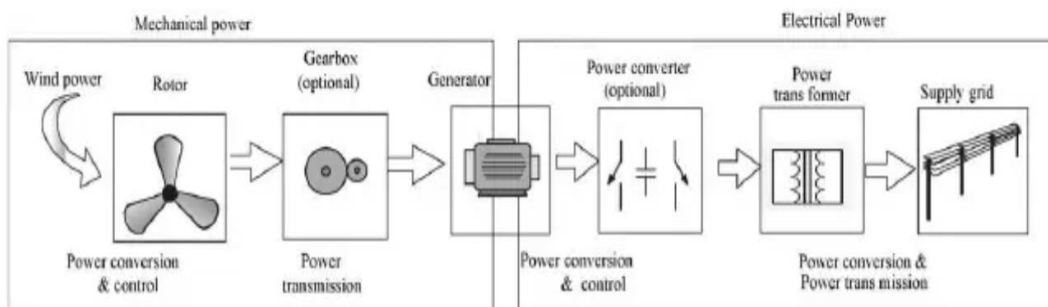 Mechanical power
Electrical Power
Wind power
Rotor
Gearbox
(optional)
Generator
Power converter
(optional)
Power
trans former
Supply grid
Power conversion
& control
Power
transmission
Power conversion
& control
Power conversion &
Power trans mission